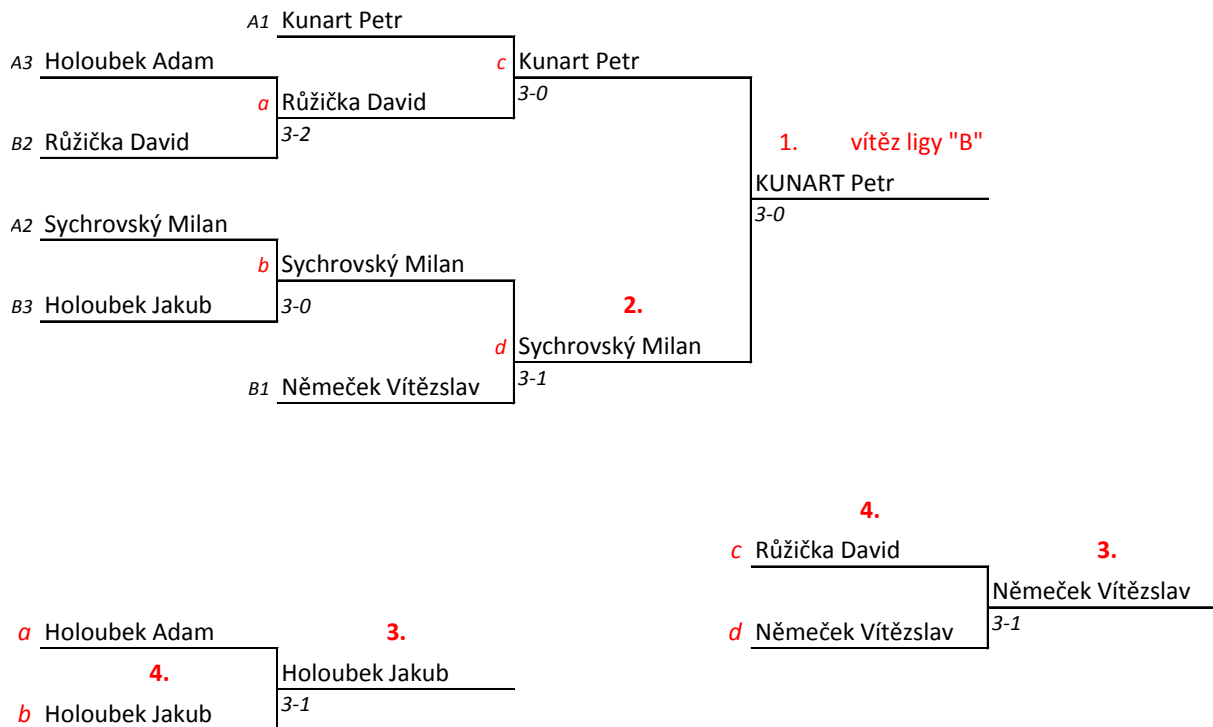 A1 Kunart Petr
A3 Holoubek Adam
c Kunart Petr
3-0
a Růžička David
3-2
B2 Růžička David
1. vítěz ligy "B"
KUNART Petr
3-0
A2 Sychrovský Milan
b Sychrovský Milan
3-0
B3 Holoubek Jakub
2.
d Sychrovský Milan
3-1
B1 Němeček Vítězslav
4.
c Růžička David
3.
Němeček Vítězslav
3-1
d Němeček Vítězslav
a Holoubek Adam
3.
4.
Holoubek Jakub
3-1
b Holoubek Jakub